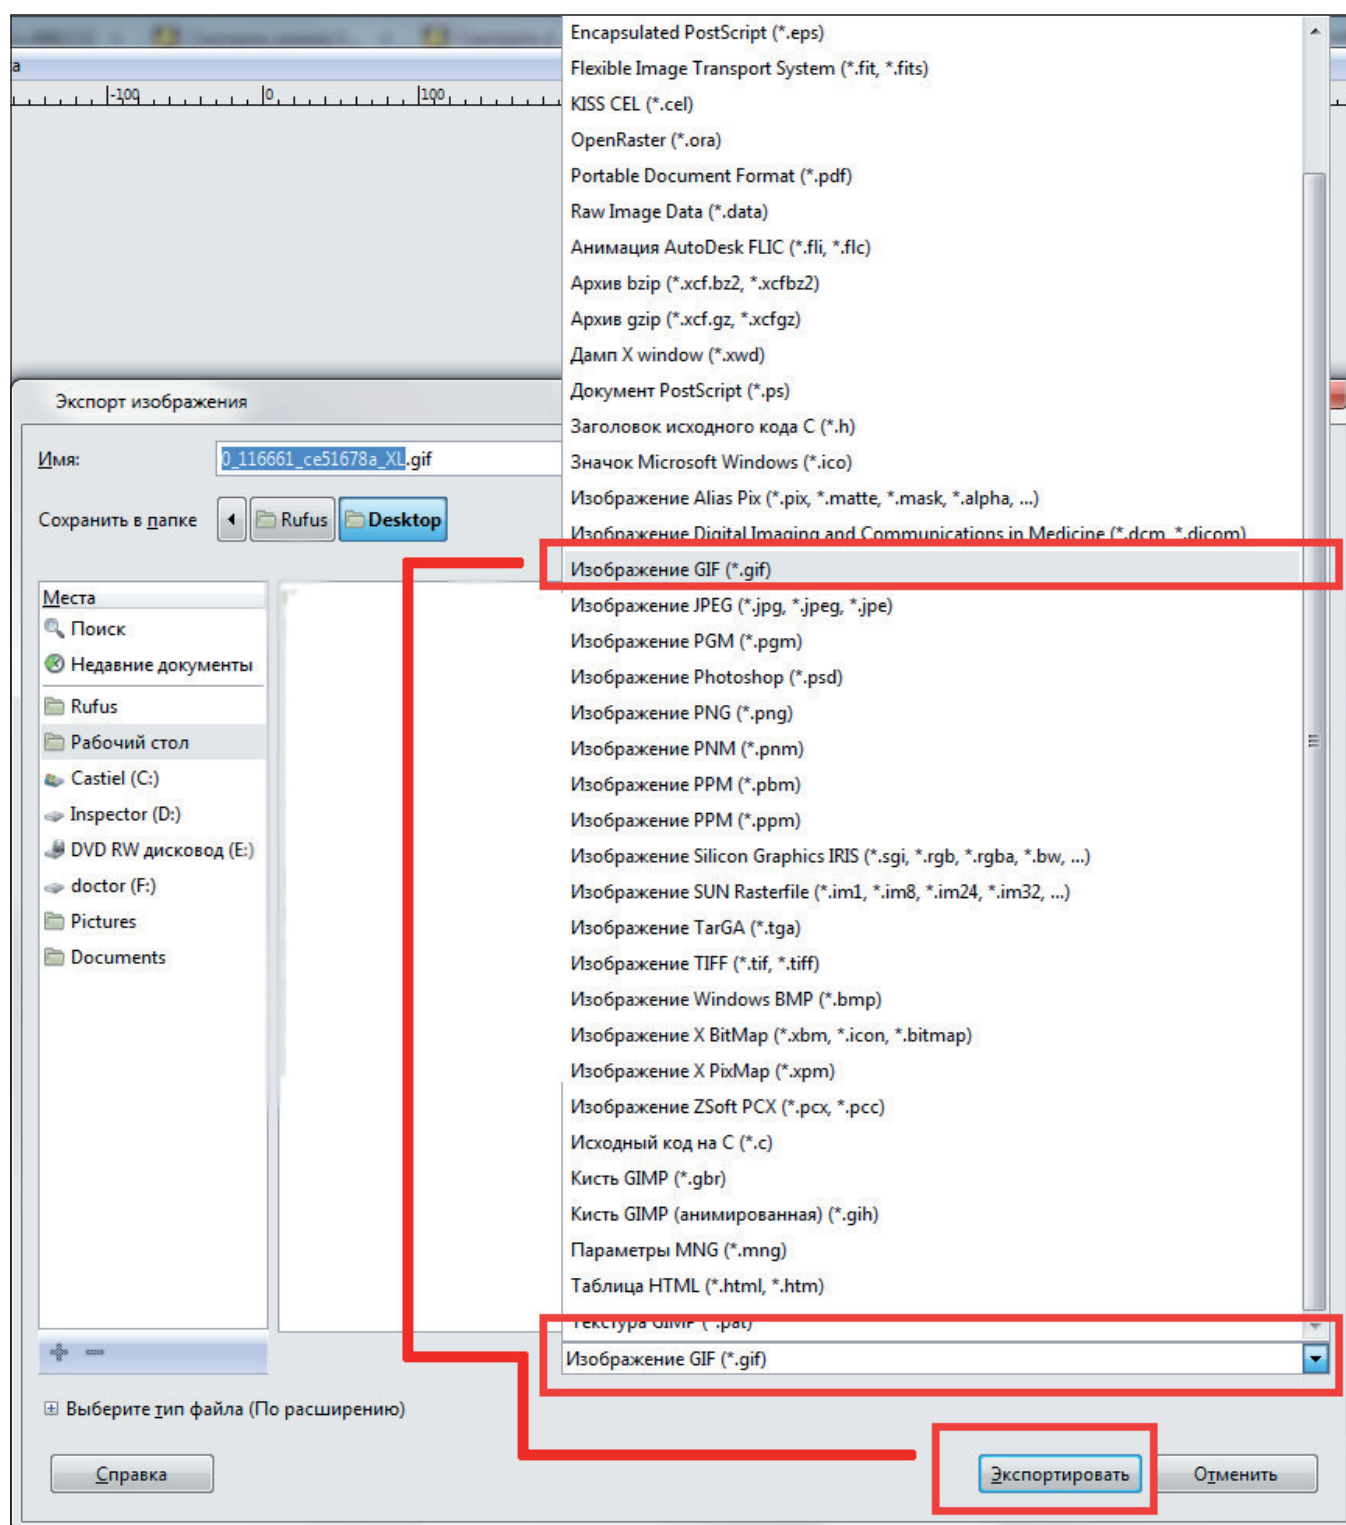 Encapsulated PostScript (*.eps)
а
Flexible Image Transport System (*.fit, *.fits)
-100 0 100
KISS CEL (*.cel)
OpenRaster (*.ora)
Portable Document Format (*.pdf)
Raw Image Data (*.data)
Анимация AutoDesk FLIC (*.fli, *.flc)
Архив bzip (*.xcf.bz2, *.xcfbz2)
Архив gzip (*.xcf.gz, *.xcfgz)
Дамп X window (*.xwd)
Документ PostScript (*.ps)
Заголовок исходного кода C (*.h)
Значок Microsoft Windows (*.ico)
Изображение Alias Pix (*.pix, *.matte, *.mask, *.alpha, ...)
Изображение Digital Imaging and Communications in Medicine (*.dcm, *.dicom)
Изображение GIF (*.gif)
Изображение JPEG (*.jpg, *.jpeg, *.jpe)
Изображение PGM (*.pgm)
Изображение Photoshop (*.psd)
Изображение PNG (*.png)
Изображение PNM (*.pnm)
Изображение PPM (*.pbm)
Изображение PPM (*.ppm)
Изображение Silicon Graphics IRIS (*.sgi, *.rgb, *.rgba, *.bw, ...)
Изображение SUN Rasterfile (*.im1, *.im8, *.im24, *.im32, ...)
Изображение TarGA (*.tga)
Изображение TIFF (*.tif, *.tiff)
Изображение Windows BMP (*.bmp)
Изображение X BitMap (*.xbm, *.icon, *.bitmap)
Изображение X PixMap (*.xpm)
Изображение ZSoft PCX (*.pcx, *.pcc)
Исходный код на C (*.c)
Кисть GIMP (*.gbr)
Кисть GIMP (анимированная) (*.gih)
Параметры MNG (*.mng)
Таблица HTML (*.html, *.htm)
Текстура GIMP (*.pat)
Изображение GIF (*.gif)
Экспорт изображения
Имя: 0_116661_ce51678a_XL.gif
Сохранить в папке Rufus Desktop
Места
Поиск
Недавние документы
Rufus
Рабочий стол
Castiel (C:)
Inspector (D:)
DVD RW дисковод (E:)
doctor (F:)
Pictures
Documents
Выберите тип файла (По расширению)
Справка Экспортировать Отменить